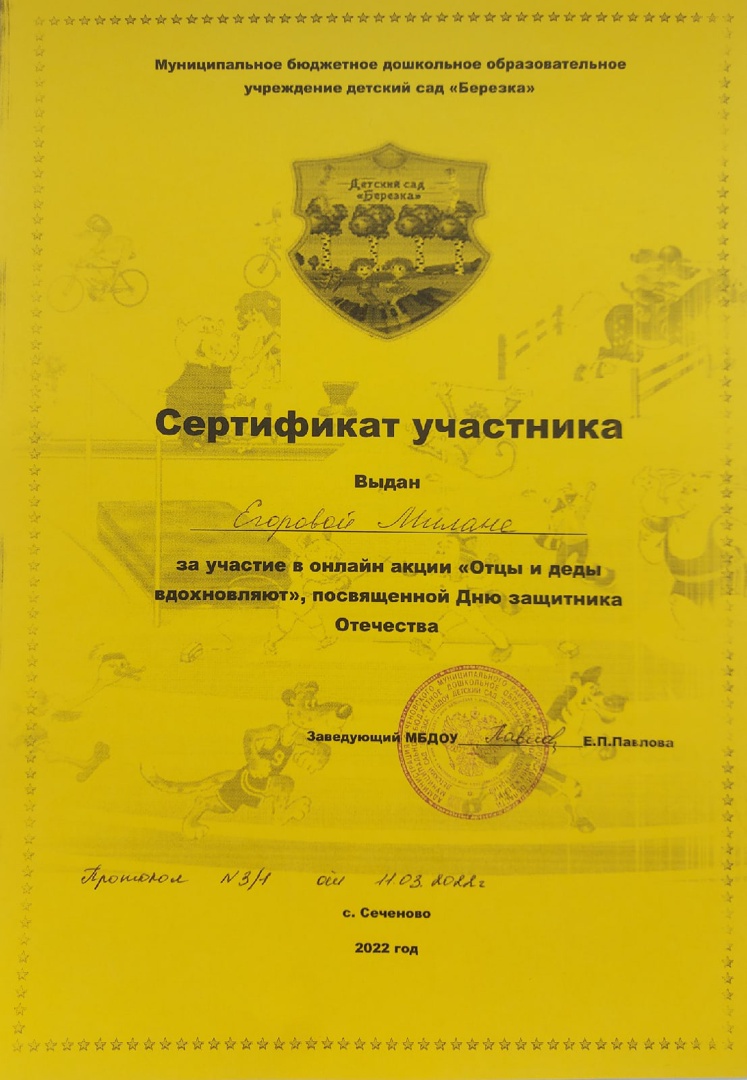 Муниципальное бюджетное дошкольное образовательное
учреждение детский сад «Березка»
Детский сад
«Березка»
Сертификат участника
Выдан
Егоровой Милане
за участие в онлайн акции «Отцы и деды
вдохновляют», посвященной Дню защитника
Отечества
Заведующий МБДОУ Е.П.Павлова
Протокол N3/1 от 11.03.2022г
с. Сеченово
2022 год